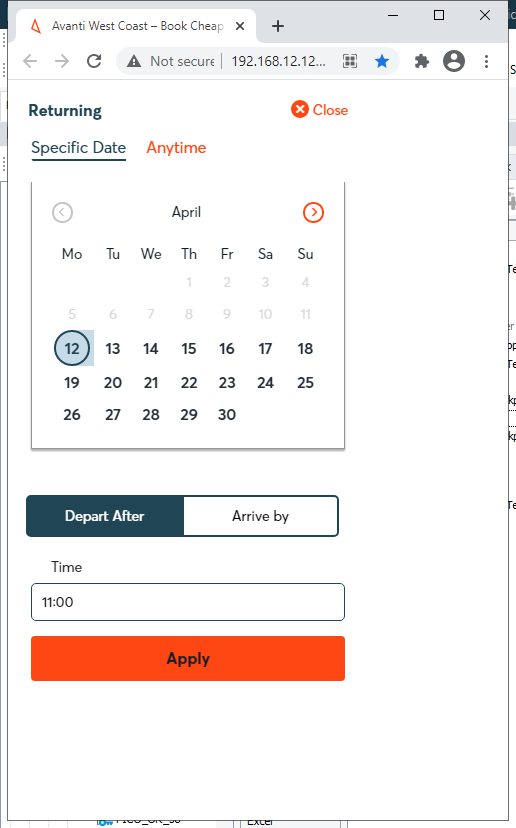 Avanti West Coast – Book Cheap
Not secure
192.168.12.12...
Returning
Close
Specific Date
Anytime
April
Mo Tu We Th Fr Sa Su
1 2 3 4
5 6 7 8 9 10 11
12 13 14 15 16 17 18
19 20 21 22 23 24 25
26 27 28 29 30
Depart After
Arrive by
Time
11:00
Apply
Excel